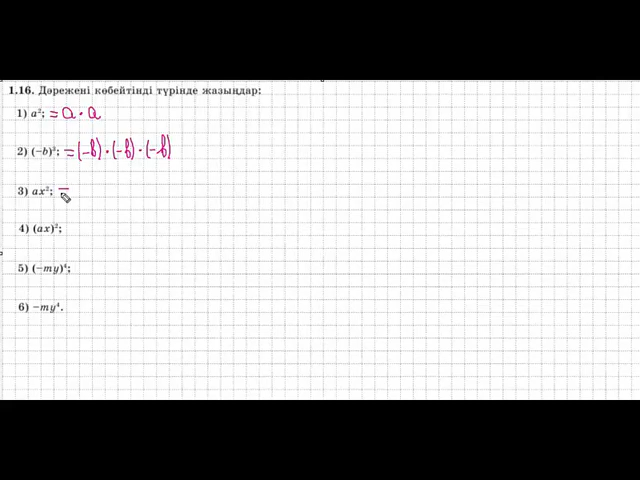 1.16. Дәрежені көбейтінді түрінде жазыңдар:
1) a²; = a · a
2) (−b)³; = (−b) · (−b) · (−b)
3) ax²;
4) (ax)²;
5) (−my)⁴;
6) −my⁴.